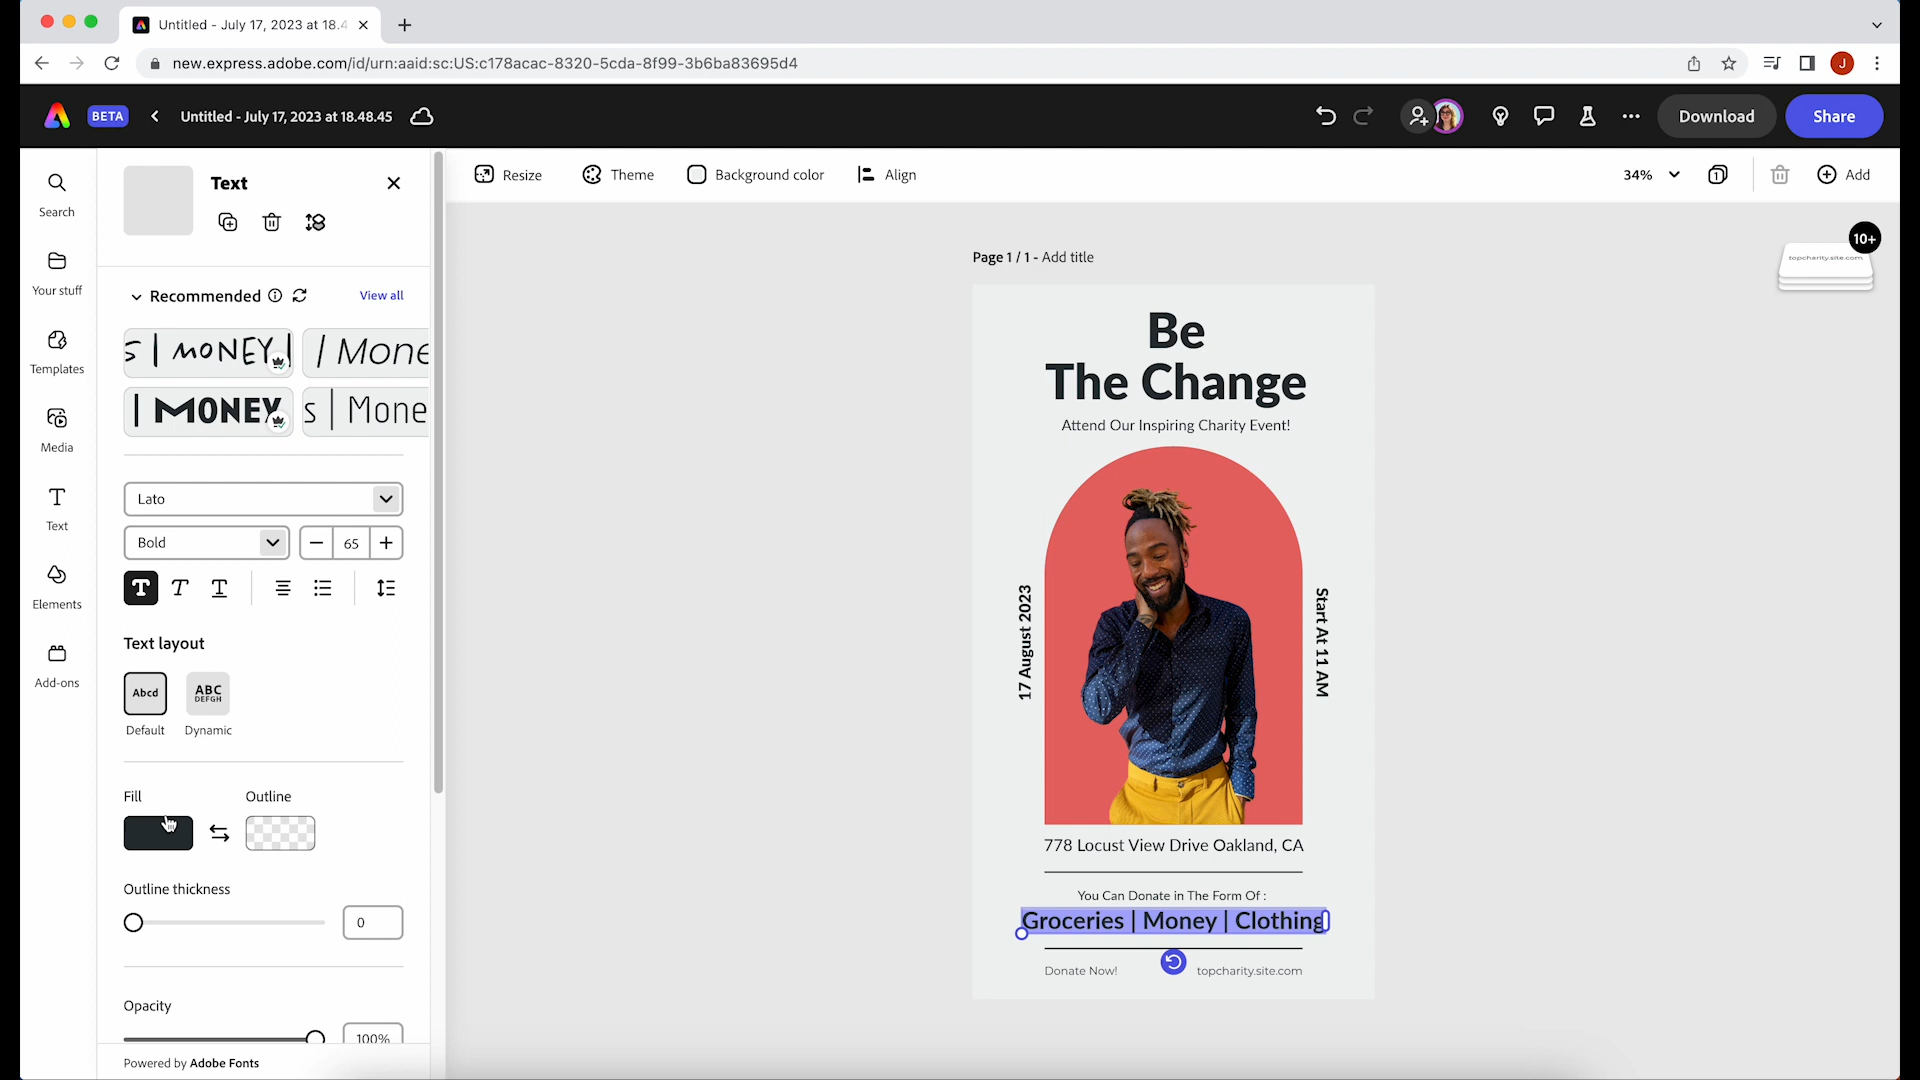 Untitled - July 17, 2023 at 18.4
new.express.adobe.com/id/urn:aaid:sc:US:c178acac-8320-5cda-8f99-3b6ba83695d4
J
BETA
Untitled - July 17, 2023 at 18.48.45
Download
Share
Search
Your stuff
Templates
Media
Text
Elements
Add-ons
Text
Recommended
View all
s | MONEY |
| Mone
| MONEY
s | Mone
Lato
Bold
65
Text layout
Abcd
ABC
DEFGH
Default
Dynamic
Fill
Outline
Outline thickness
0
Opacity
100%
Powered by Adobe Fonts
Resize
Theme
Background color
Align
34%
1
Add
10+
topcharity.site.com
Page 1 / 1 - Add title
Be
The Change
Attend Our Inspiring Charity Event!
17 August 2023
Start At 11 AM
778 Locust View Drive Oakland, CA
You Can Donate in The Form Of :
Groceries | Money | Clothing
Donate Now!
topcharity.site.com